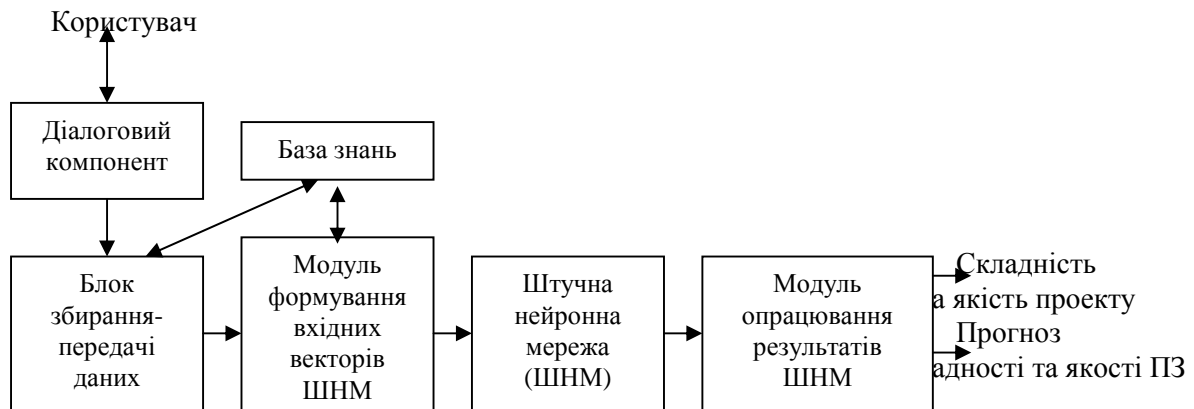 Користувач
Діалоговий
компонент
База знань
Блок
збирання-
передачі
даних
Модуль
формування
вхідних
векторів
ШНМ
Штучна
нейронна
мережа
(ШНМ)
Модуль
опрацювання
результатів
ШНМ
Складність
якість проекту
Прогноз
та якості ПЗ